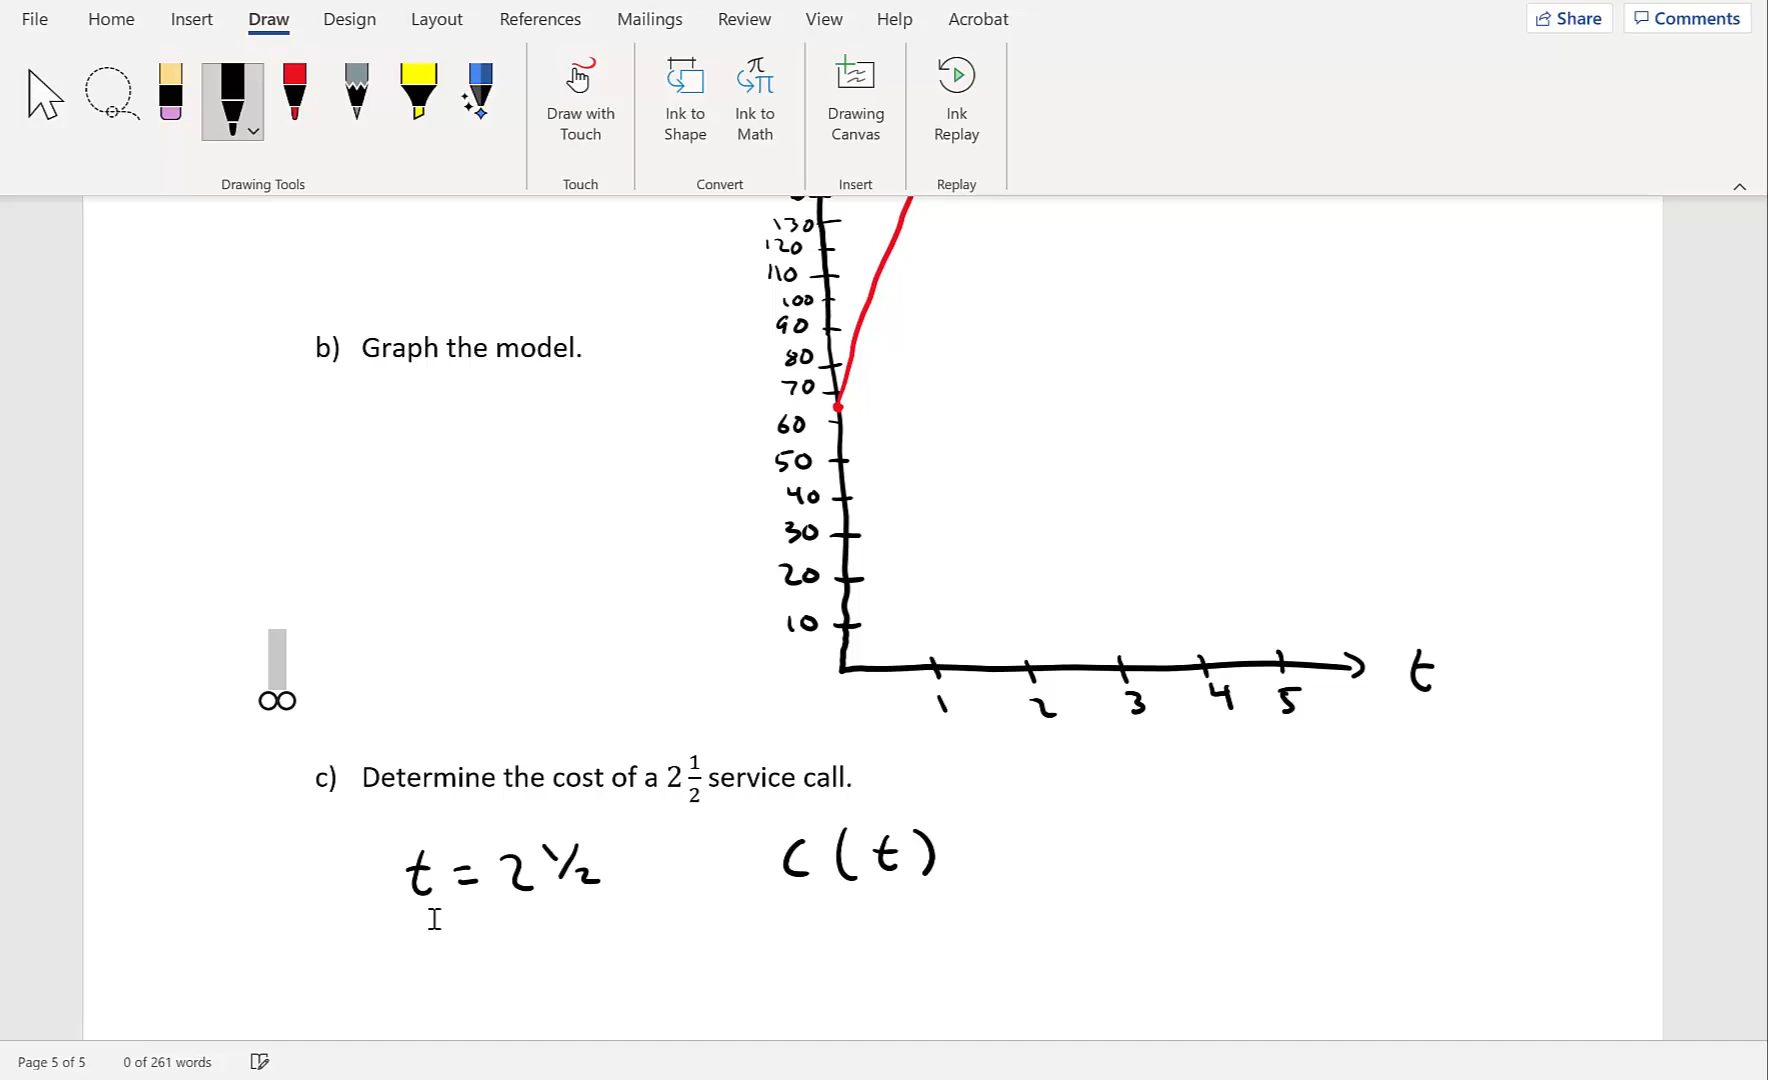 File Home Insert Draw Design Layout References Mailings Review View Help Acrobat Share Comments
Draw with Touch
Ink to Shape
Ink to Math
Drawing Canvas
Ink Replay
Drawing Tools Touch Convert Insert Replay
130
120
110
100
90
b) Graph the model.
80
70
60
50
40
30
20
10
t
1 2 3 4 5
c) Determine the cost of a 2 1/2 service call.
t = 2 1/2 C(t)
Page 5 of 5 0 of 261 words